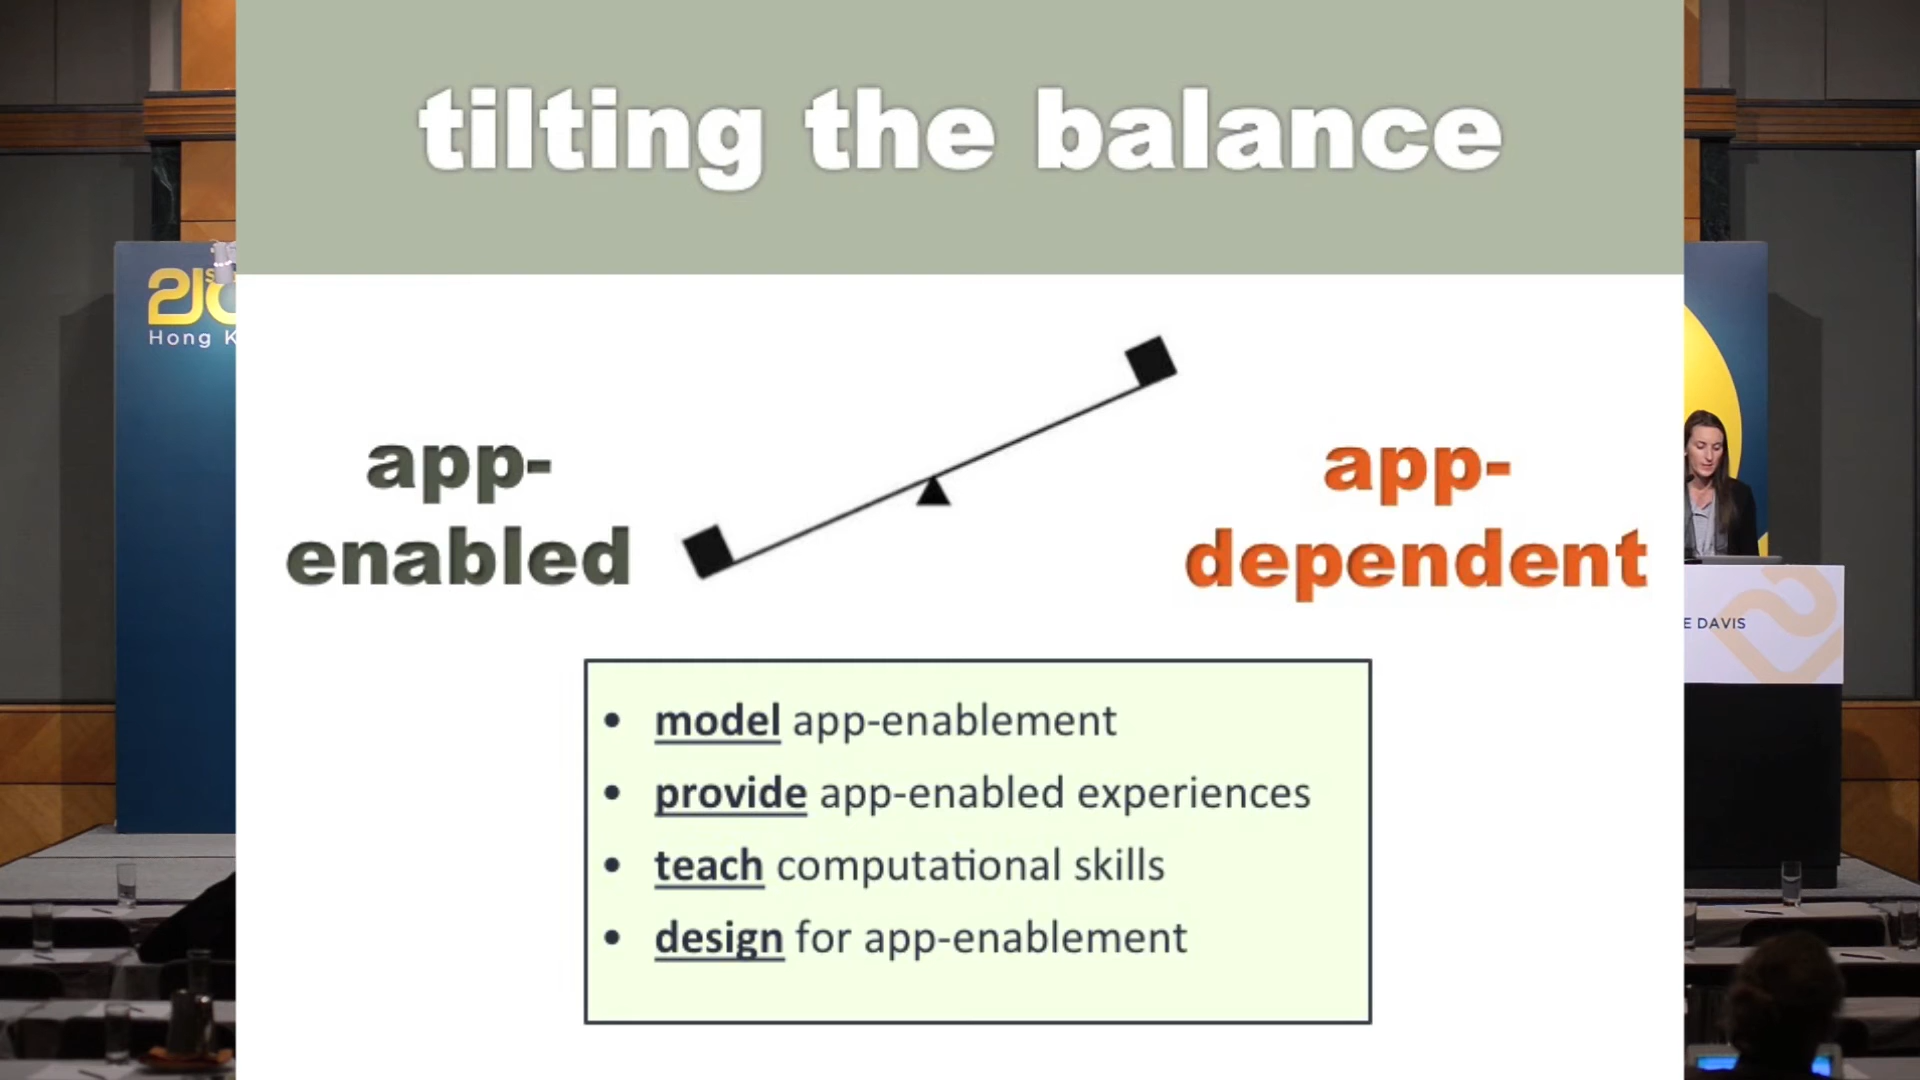 tilting the balance
app-
enabled
app-
dependent
• model app-enablement
• provide app-enabled experiences
• teach computational skills
• design for app-enablement
21C
Hong K
E DAVIS